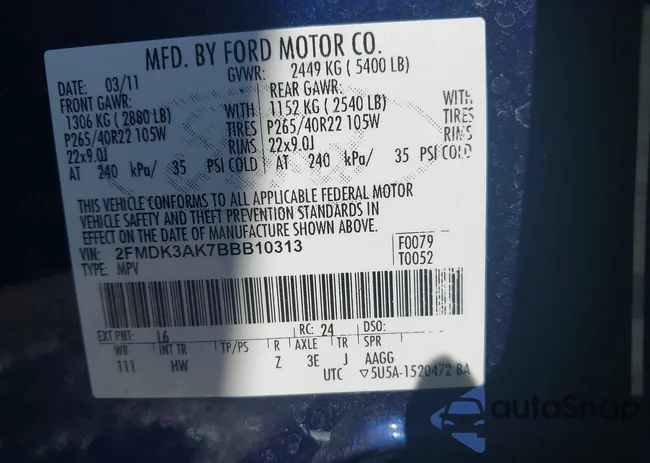 MFD. BY FORD MOTOR CO.
DATE: 03/11 GVWR: 2449 KG ( 5400 LB)
FRONT GAWR: REAR GAWR:
1306 KG ( 2880 LB) WITH 1152 KG ( 2540 LB) WITH
P265/40R22 105W TIRES P265/40R22 105W TIRES
22x9.0J RIMS 22x9.0J RIMS
AT 240 kPa/ 35 PSI COLD AT 240 kPa/ 35 PSI COLD
THIS VEHICLE CONFORMS TO ALL APPLICABLE FEDERAL MOTOR
VEHICLE SAFETY AND THEFT PREVENTION STANDARDS IN
EFFECT ON THE DATE OF MANUFACTURE SHOWN ABOVE.
VIN: 2FMDK3AK7BBB10313 F0079
TYPE: MPV T0052
EXT PNT: L6 RC: 24 DSO:
WB INT TR TP/PS R AXLE TR SPR
111 HW Z 3E J AAGG
UTC ▽5U5A-1520472 BA
autoSnap